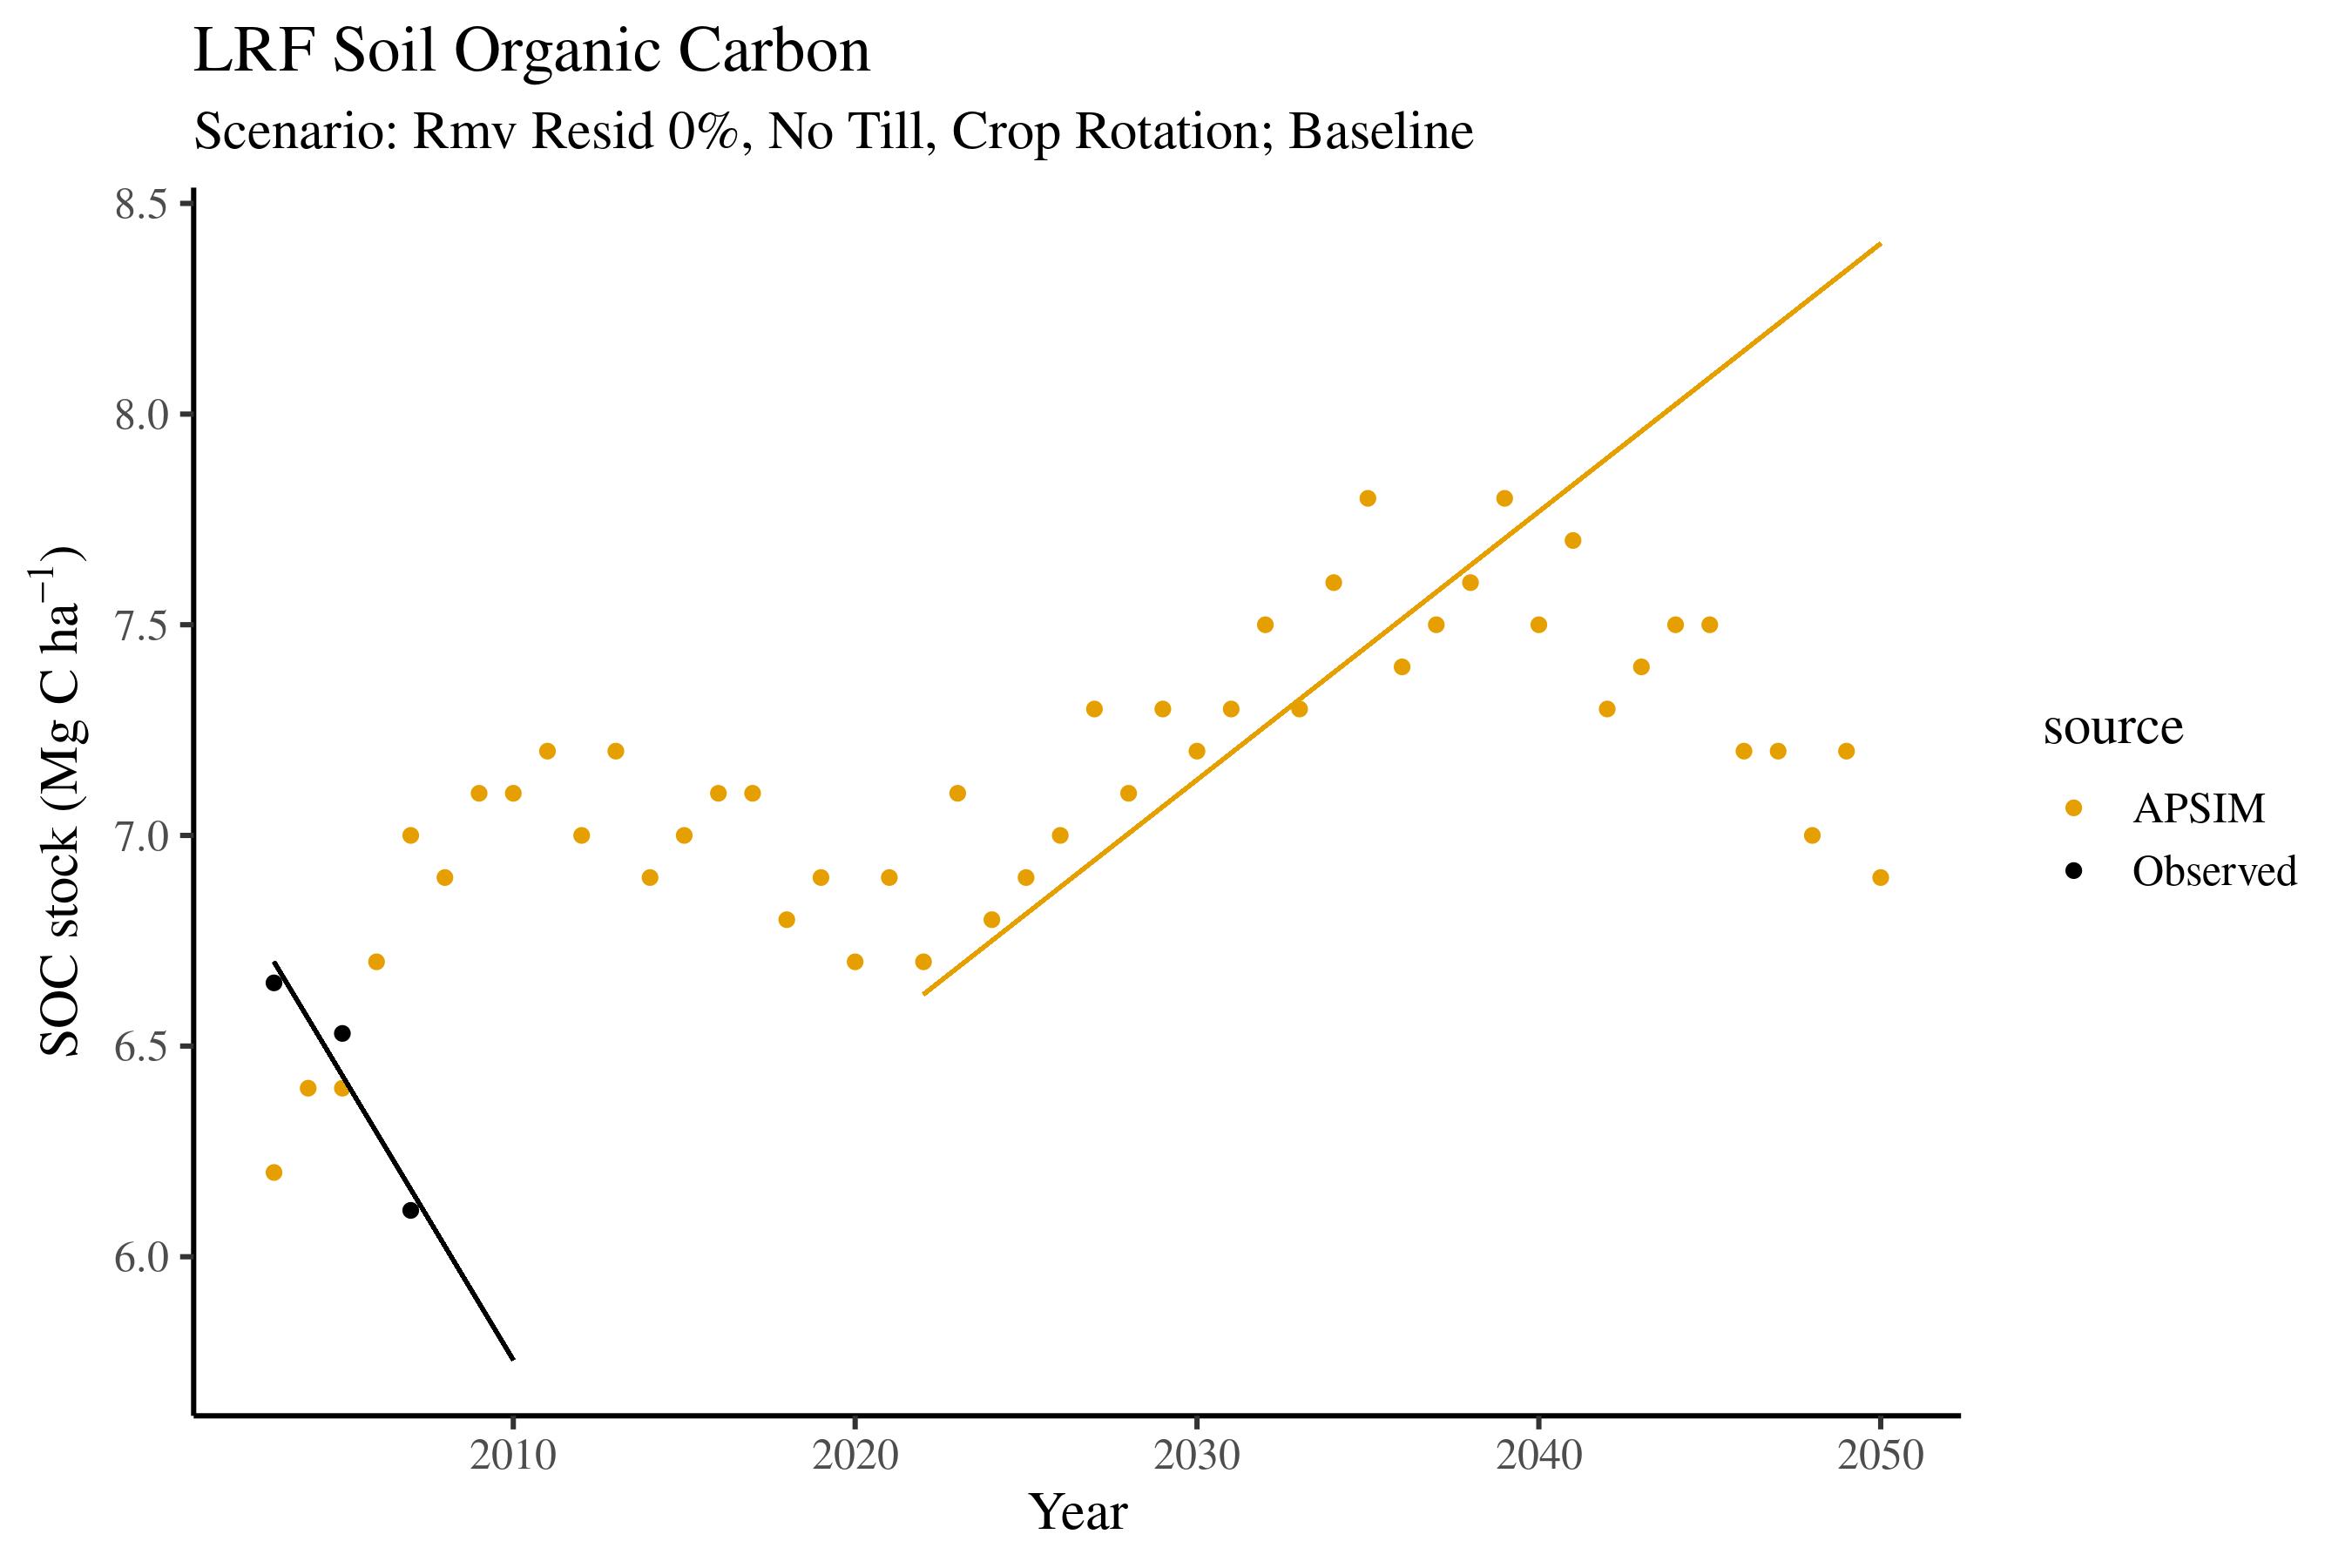 LRF Soil Organic Carbon
Scenario: Rmv Resid 0%, No Till, Crop Rotation; Baseline
8.5
8.0
7.5
7.0
6.5
6.0
SOC stock (Mg C ha⁻¹)
2010 2020 2030 2040 2050
Year
source
APSIM
Observed